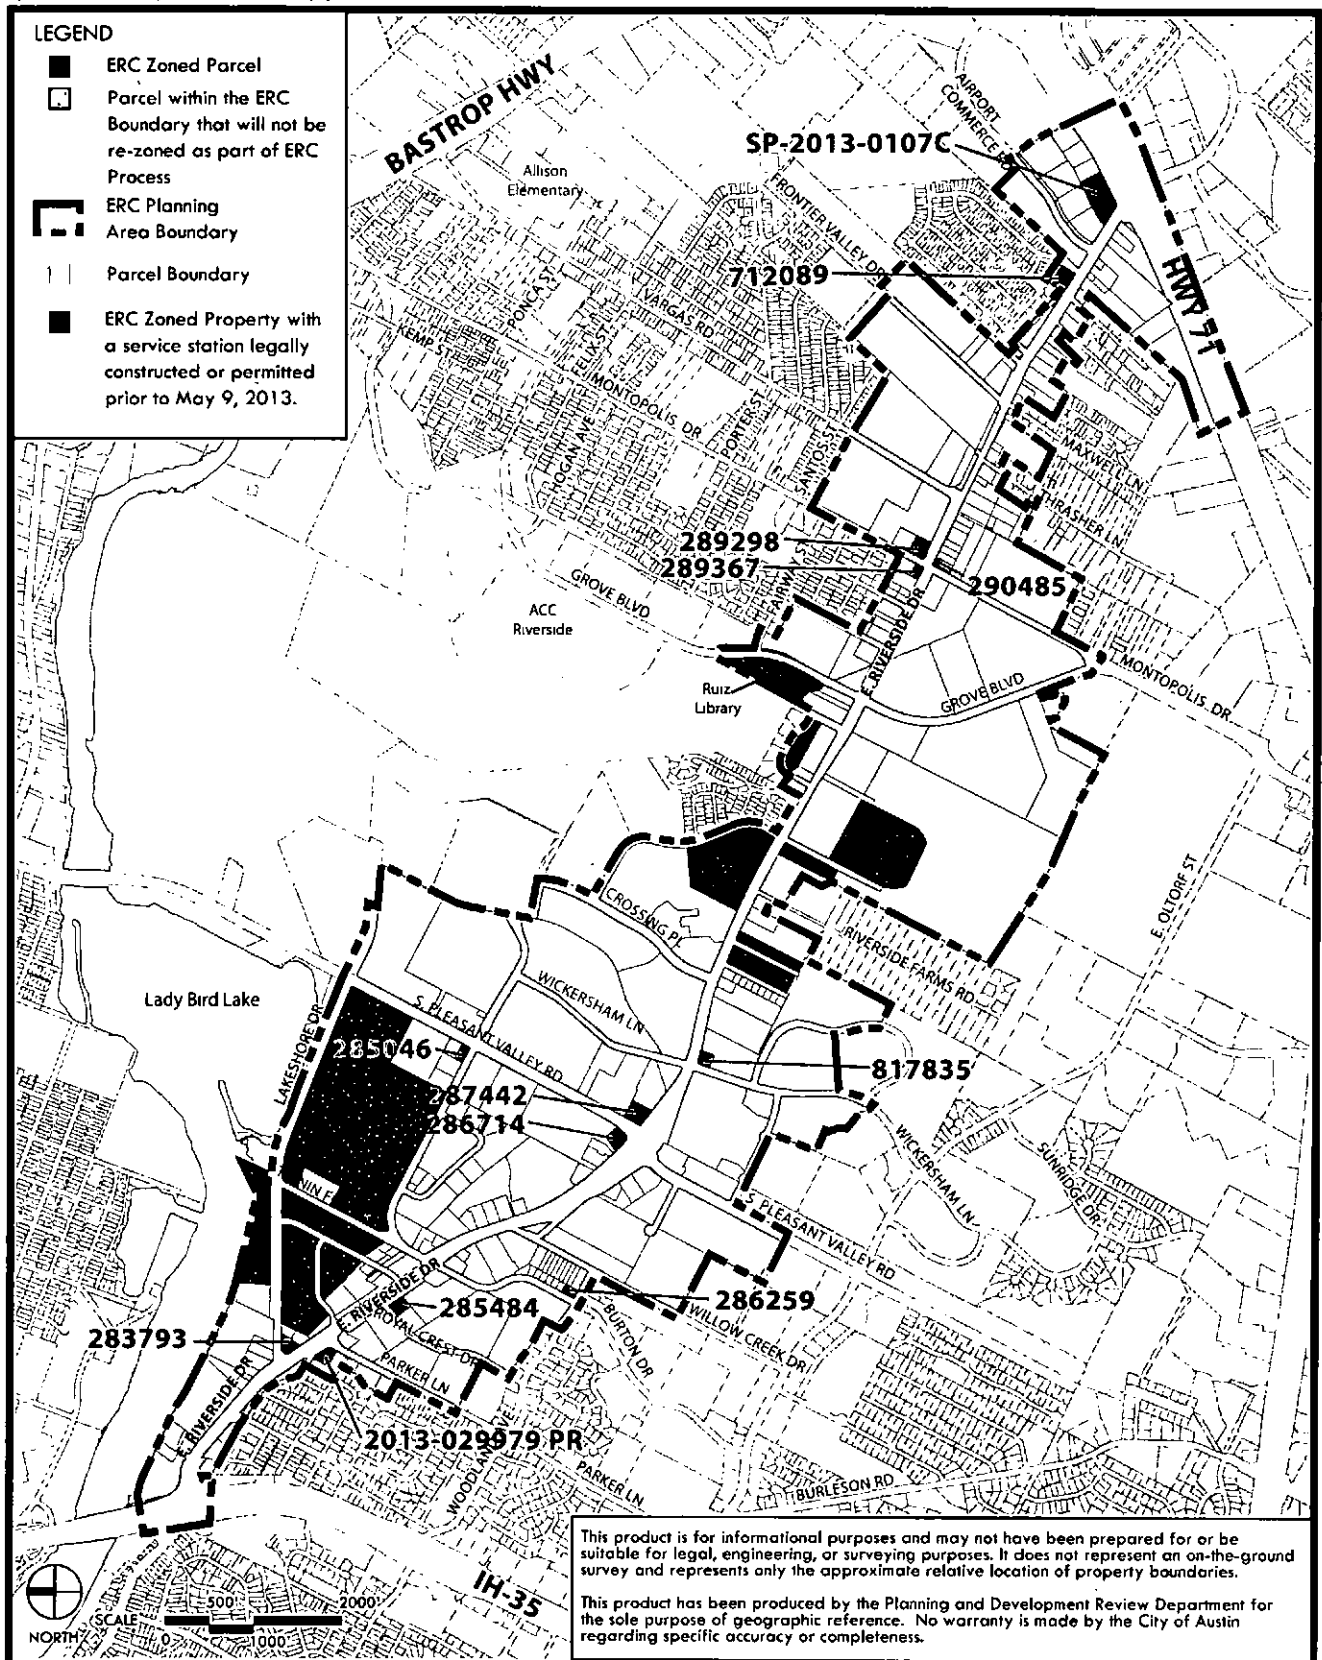 LEGEND
ERC Zoned Parcel
Parcel within the ERC
Boundary that will not be
re-zoned as part of ERC
Process
ERC Planning
Area Boundary
Parcel Boundary
ERC Zoned Property with
a service station legally
constructed or permitted
prior to May 9, 2013.
BASTROP HWY
AIRPORT
COMMERCE
SP-2013-0107C
Allison
Elementary
FRONTIER VALLEY DR
712089
HWY 71
PONCA ST
VARGAS RD
KEMP ST
FELIX ST
MONTOPOLIS DR
HOGAN AVE
PORTER ST
SANTOS ST
MAXWELL LN
THRASHER LN
289298
289367
290485
GROVE BLVD
FAIRWAY ST
ACC
Riverside
E. RIVERSIDE DR
MONTOPOLIS DR
Ruiz
Library
GROVE BLVD
E. OLTORF ST
CROSSING PL
RIVERSIDE FARMS RD
Lady Bird Lake
WICKERSHAM LN
S. PLEASANT VALLEY RD
LAKESHORE DR
285046
817835
287442
286714
WICKERSHAM LN
SUNRIDGE DR
S. PLEASANT VALLEY RD
E. RIVERSIDE DR
285484
286259
BURTON DR
WILLOW CREEK DR
ROYAL CREST DR
283793
PARKER LN
E. RIVERSIDE DR
2013-029979 PR
PARKER LN
BURLESON RD
IH-35
NORTH
SCALE
500
2000
0
1000
This product is for informational purposes and may not have been prepared for or be
suitable for legal, engineering, or surveying purposes. It does not represent an on-the-ground
survey and represents only the approximate relative location of property boundaries.
This product has been produced by the Planning and Development Review Department for
the sole purpose of geographic reference. No warranty is made by the City of Austin
regarding specific accuracy or completeness.